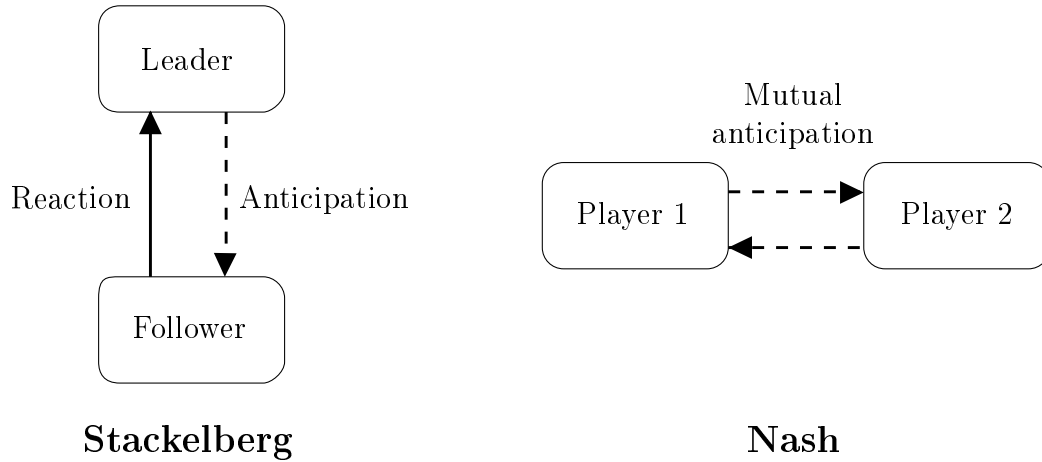 Leader
Reaction
Anticipation
Follower
Stackelberg
Mutual
anticipation
Player 1
Player 2
Nash